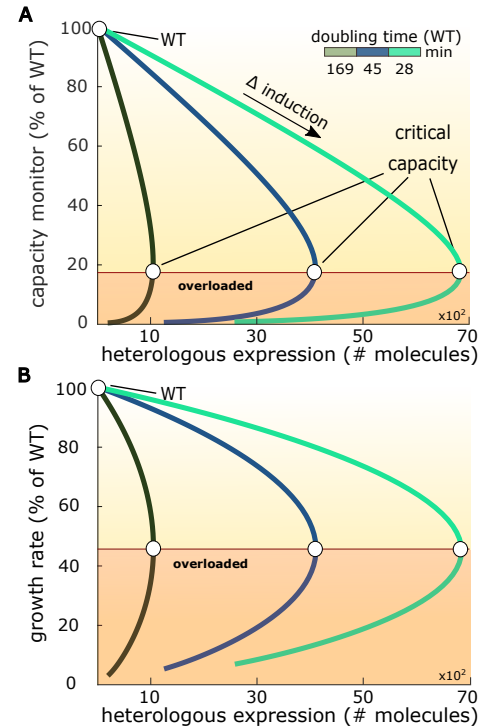 A
doubling time (WT)
min
169 45 28
WT
Δ induction
critical
capacity
overloaded
x10²
capacity monitor (% of WT)
100
80
60
40
20
0
10 30 50 70
heterologous expression (# molecules)
B
WT
overloaded
x10²
growth rate (% of WT)
100
80
60
40
20
0
10 30 50 70
heterologous expression (# molecules)